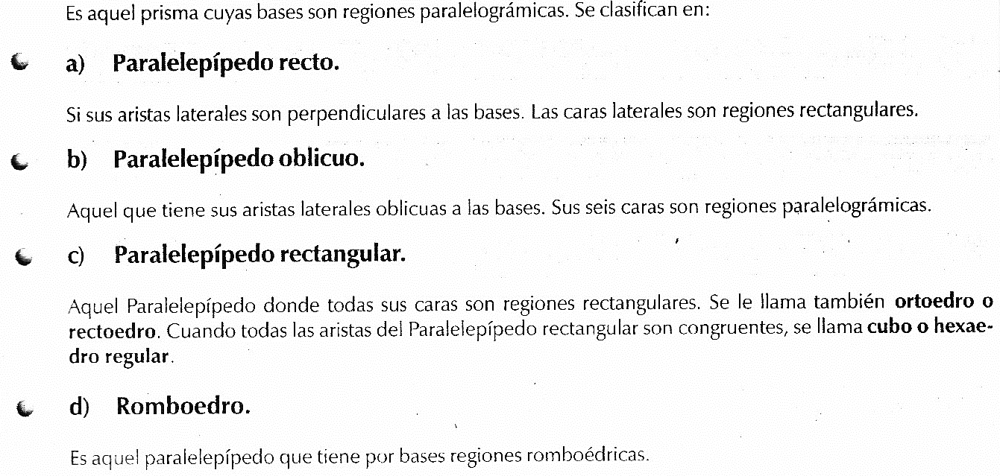 Es aquel prisma cuyas bases son regiones paralelográmicas. Se clasifican en:
a) Paralelepípedo recto.
Si sus aristas laterales son perpendiculares a las bases. Las caras laterales son regiones rectangulares.
b) Paralelepípedo oblicuo.
Aquel que tiene sus aristas laterales oblicuas a las bases. Sus seis caras son regiones paralelográmicas.
c) Paralelepípedo rectangular.
Aquel Paralelepípedo donde todas sus caras son regiones rectangulares. Se le llama también ortoedro o
rectoedro. Cuando todas las aristas del Paralelepípedo rectangular son congruentes, se llama cubo o hexae-
dro regular.
d) Romboedro.
Es aquel paralelepípedo que tiene por bases regiones romboédricas.